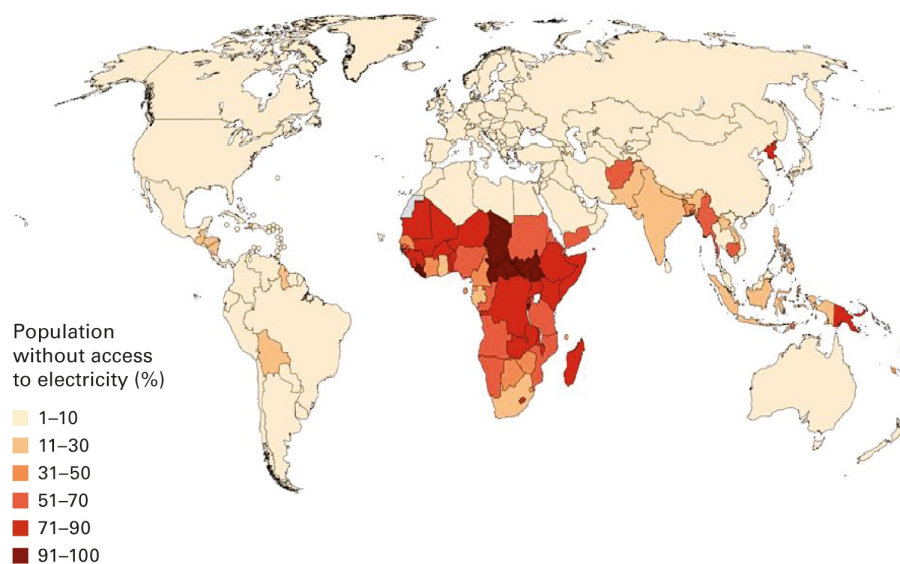 Population
without access
to electricity (%)
1–10
11–30
31–50
51–70
71–90
91–100